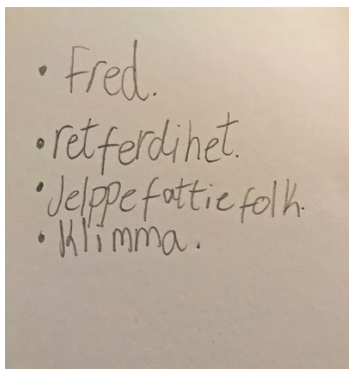 • Fred.
• retferdihet.
• Jelppe fattie folk.
• Klimma.